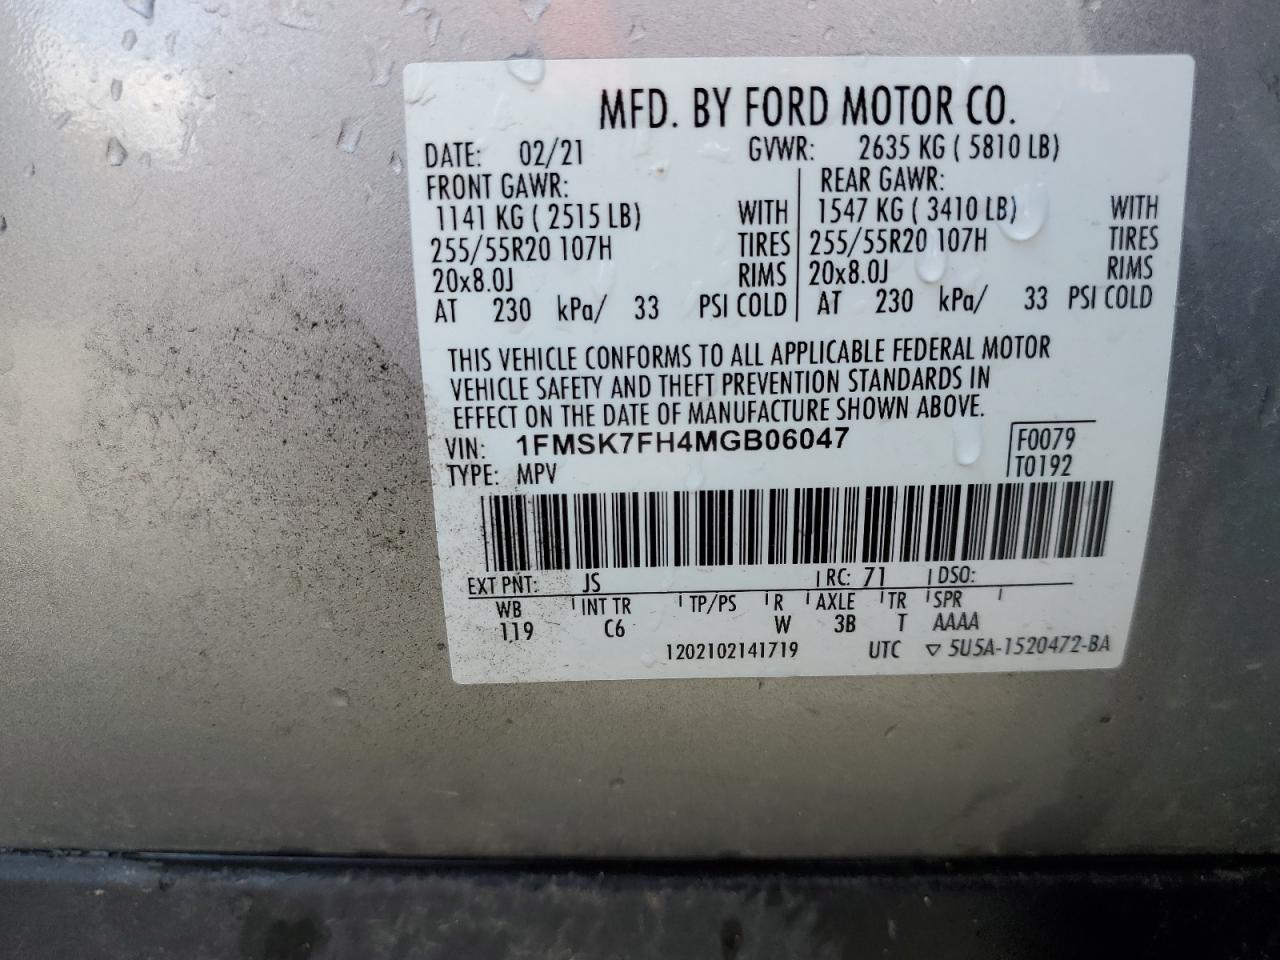 MFD. BY FORD MOTOR CO.
DATE: 02/21 GVWR: 2635 KG ( 5810 LB)
FRONT GAWR: REAR GAWR:
1141 KG ( 2515 LB) WITH 1547 KG ( 3410 LB) WITH
255/55R20 107H TIRES 255/55R20 107H TIRES
20x8.0J RIMS 20x8.0J RIMS
AT 230 kPa/ 33 PSI COLD AT 230 kPa/ 33 PSI COLD
THIS VEHICLE CONFORMS TO ALL APPLICABLE FEDERAL MOTOR
VEHICLE SAFETY AND THEFT PREVENTION STANDARDS IN
EFFECT ON THE DATE OF MANUFACTURE SHOWN ABOVE.
VIN: 1FMSK7FH4MGB06047 F0079
TYPE: MPV T0192
EXT PNT: JS RC: 71 DSO:
WB INT TR TP/PS R AXLE TR SPR
119 C6 W 3B T AAAA
1202102141719 UTC ▽ 5U5A-1520472-BA